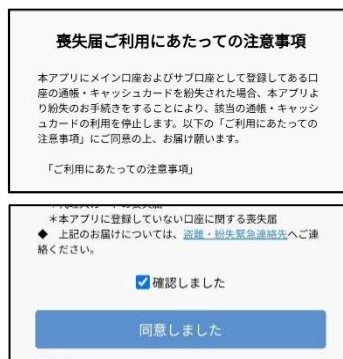 喪失届ご利用にあたっての注意事項
本アプリにメイン口座およびサブ口座として登録してある口
座の通帳・キャッシュカードを紛失された場合、本アプリよ
り紛失のお手続きをすることにより、該当の通帳・キャッシ
ュカードの利用を停止します。以下の「ご利用にあたっての
注意事項」にご同意の上、お届け願います。
「ご利用にあたっての注意事項」
＊本アプリに登録していない口座に関する喪失届
◆ 上記のお届けについては、盗難・紛失緊急連絡先へご連
絡ください。
確認しました
同意しました